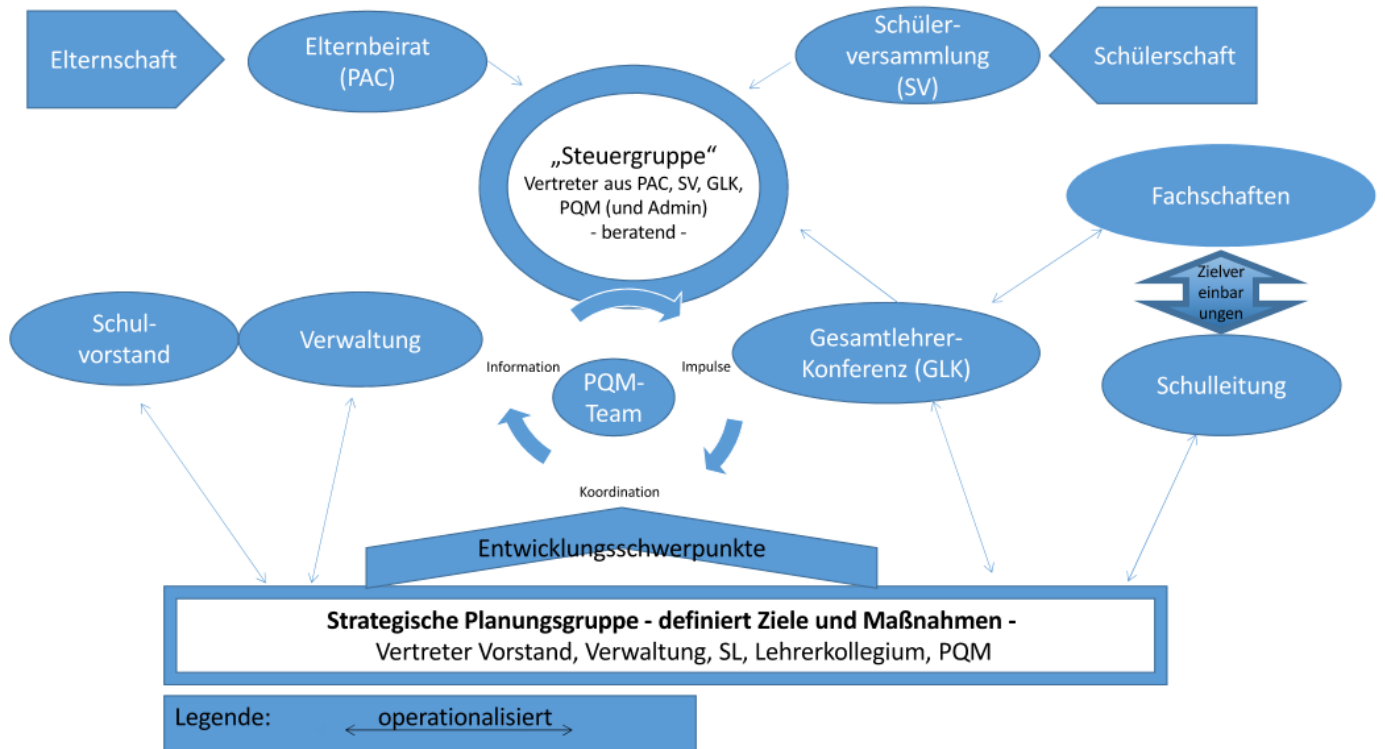 Elternschaft
Elternbeirat
(PAC)
Schüler-
versammlung
(SV)
Schülerschaft
„Steuergruppe“
Vertreter aus PAC, SV, GLK,
PQM (und Admin)
- beratend -
Fachschaften
Zielver
einbar
ungen
Schul-
vorstand
Verwaltung
Information
PQM-
Team
Impulse
Gesamtlehrer-
Konferenz (GLK)
Schulleitung
Koordination
Entwicklungsschwerpunkte
Strategische Planungsgruppe - definiert Ziele und Maßnahmen -
Vertreter Vorstand, Verwaltung, SL, Lehrerkollegium, PQM
Legende: operationalisiert